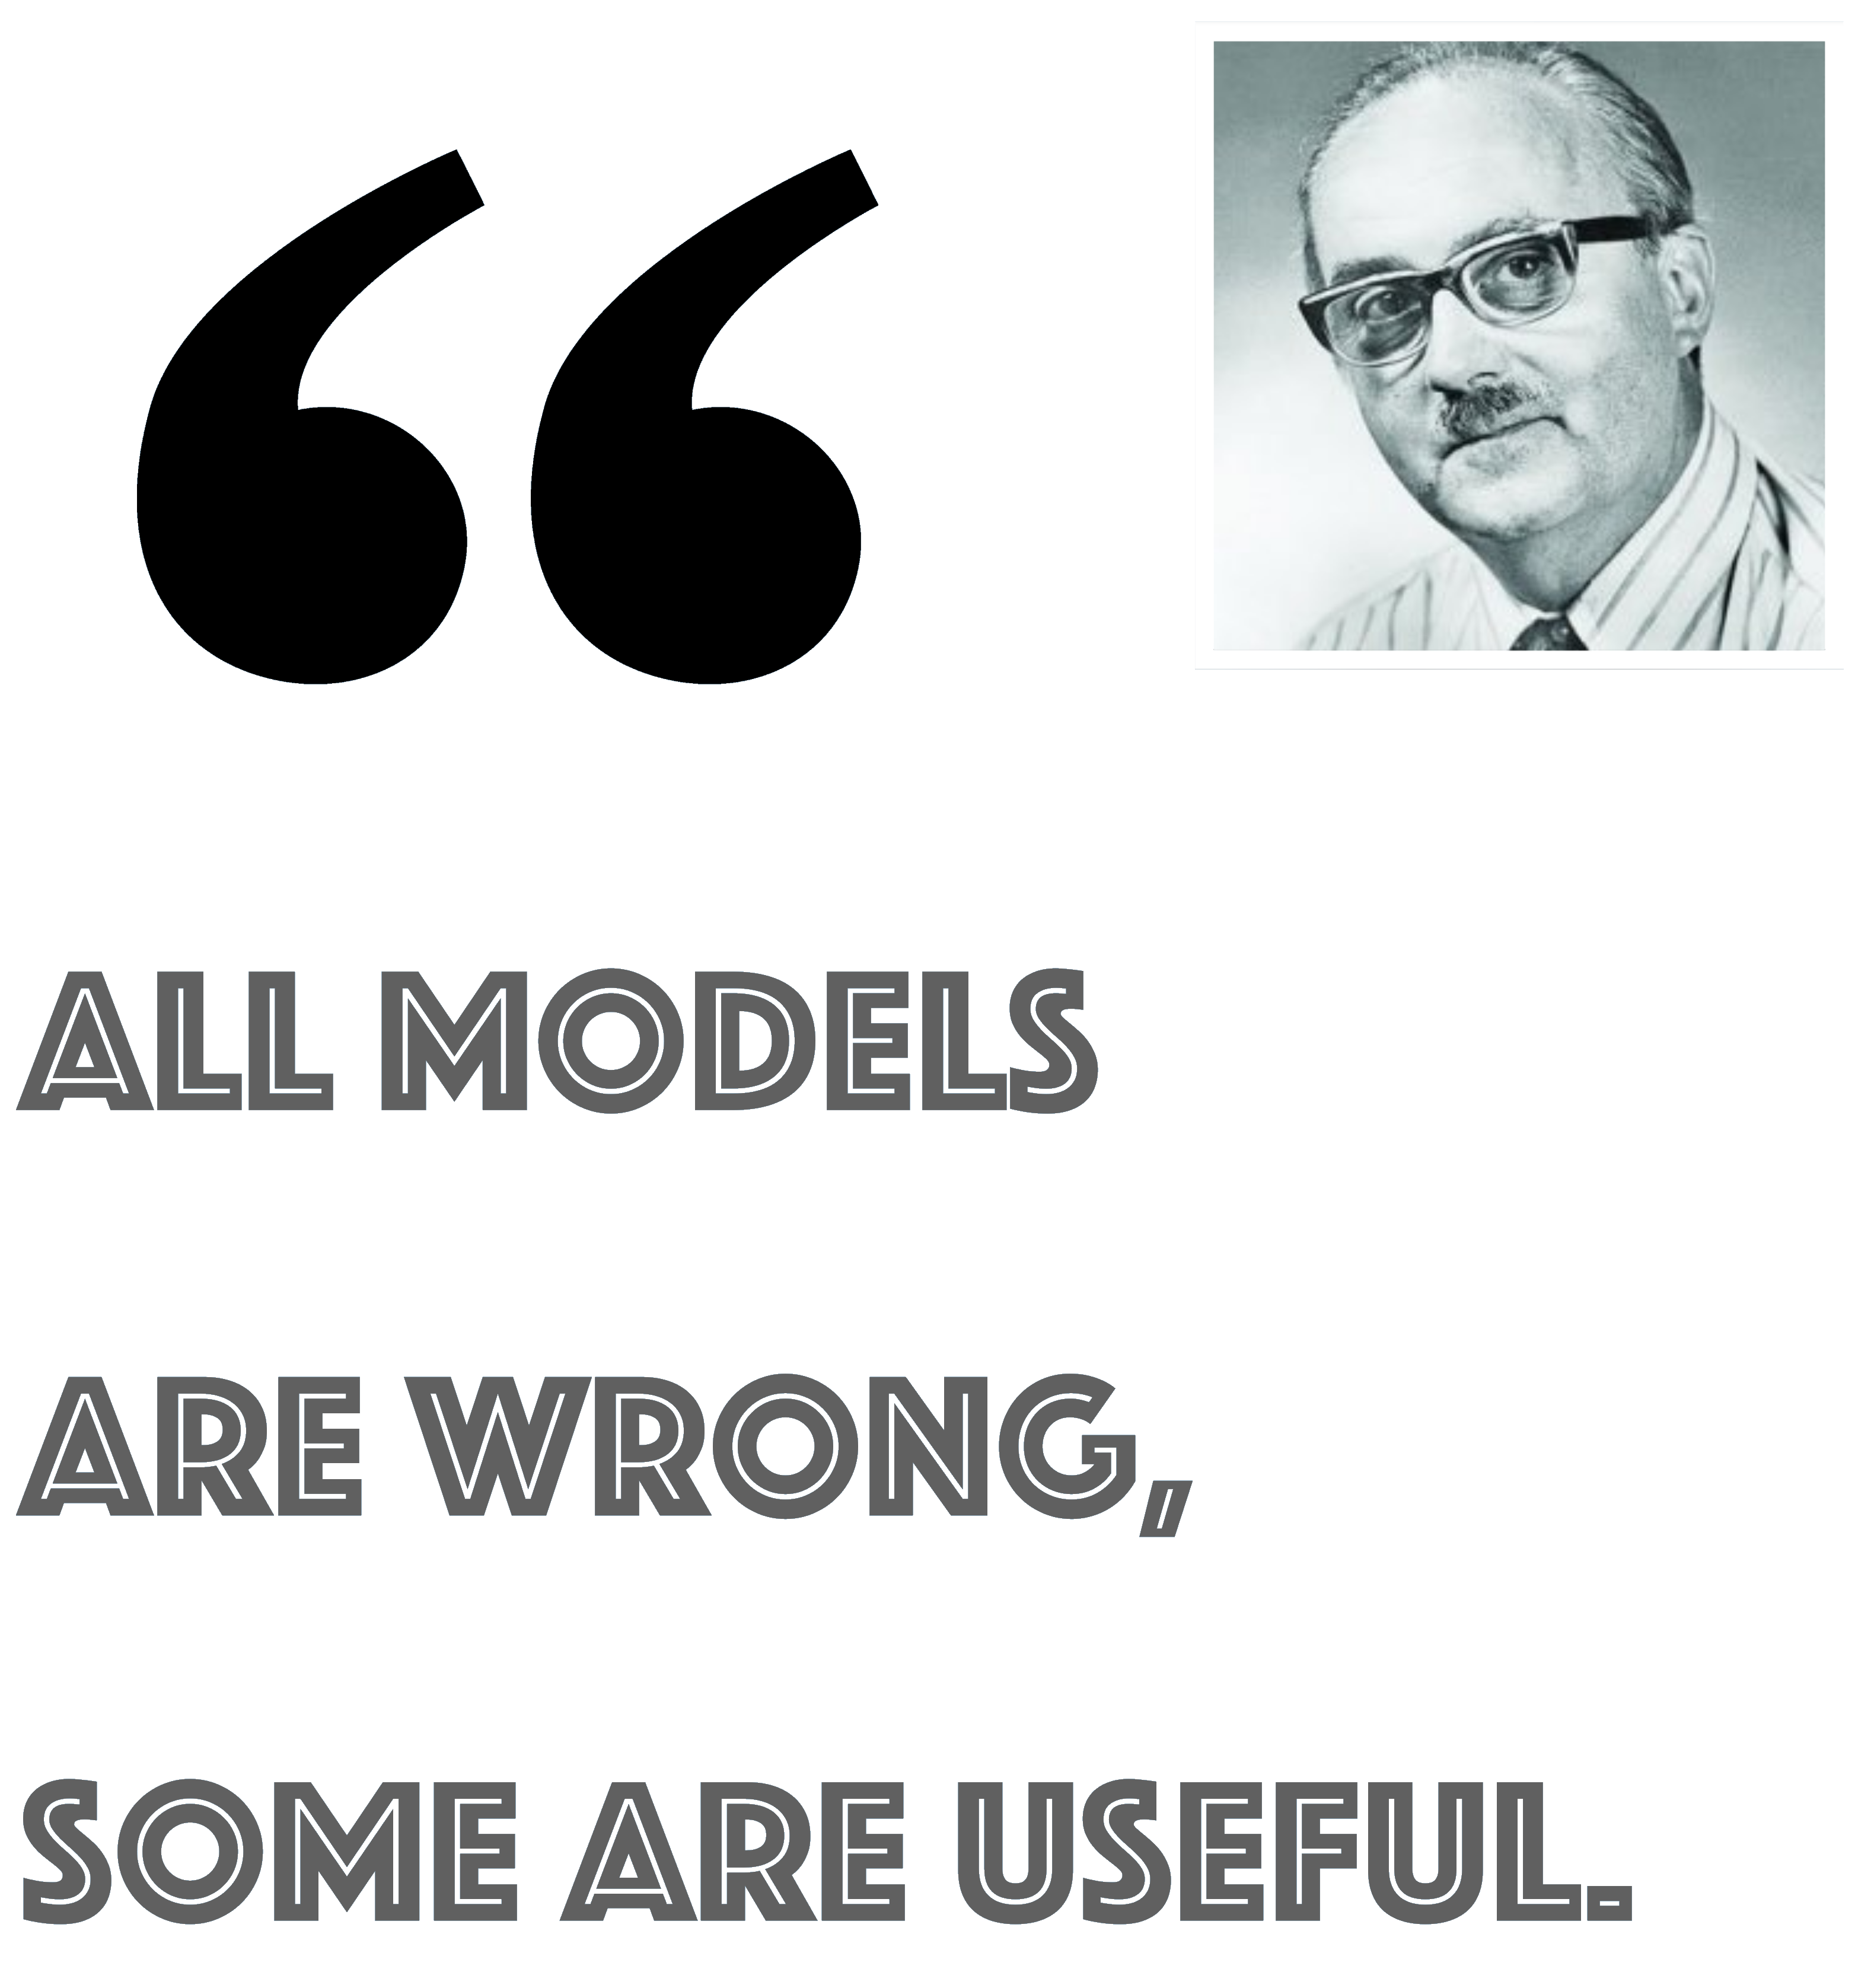 “
ALL MODELS
ARE WRONG,
SOME ARE USEFUL.